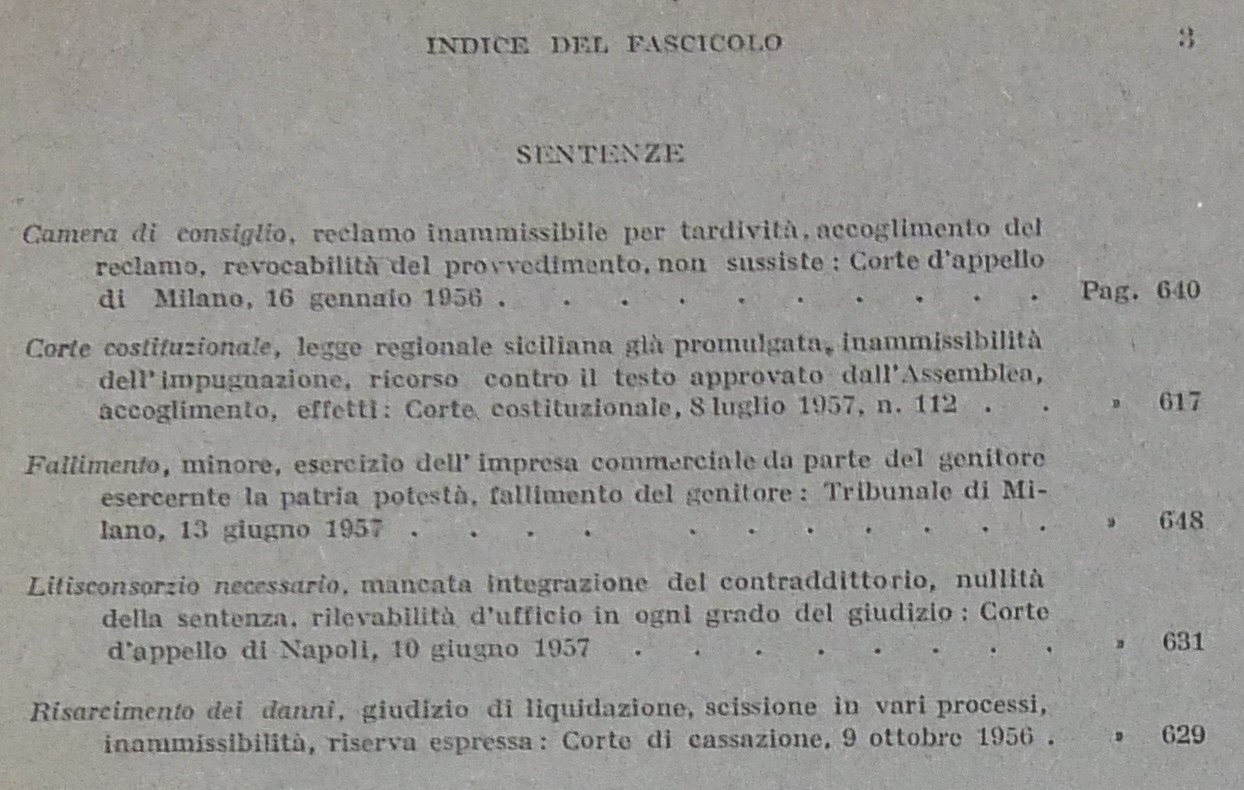 INDICE DEL FASCICOLO 3
SENTENZE
Camera di consiglio, reclamo inammissibile per tardività, accoglimento del
reclamo, revocabilità del provvedimento, non sussiste : Corte d'appello
di Milano, 16 gennaio 1956 . . . . . . . . . . Pag. 640
Corte costituzionale, legge regionale siciliana già promulgata, inammissibilità
dell'impugnazione, ricorso contro il testo approvato dall'Assemblea,
accoglimento, effetti : Corte costituzionale, 8 luglio 1957, n. 112 . . » 617
Fallimento, minore, esercizio dell'impresa commerciale da parte del genitore
esercernte la patria potestà, fallimento del genitore : Tribunale di Mi-
lano, 13 giugno 1957 . . . . . . . . . . . » 648
Litisconsorzio necessario, mancata integrazione del contraddittorio, nullità
della sentenza, rilevabilità d'ufficio in ogni grado del giudizio : Corte
d'appello di Napoli, 10 giugno 1957 . . . . . . . . » 631
Risarcimento dei danni, giudizio di liquidazione, scissione in vari processi,
inammissibilità, riserva espressa : Corte di cassazione, 9 ottobre 1956 . » 629